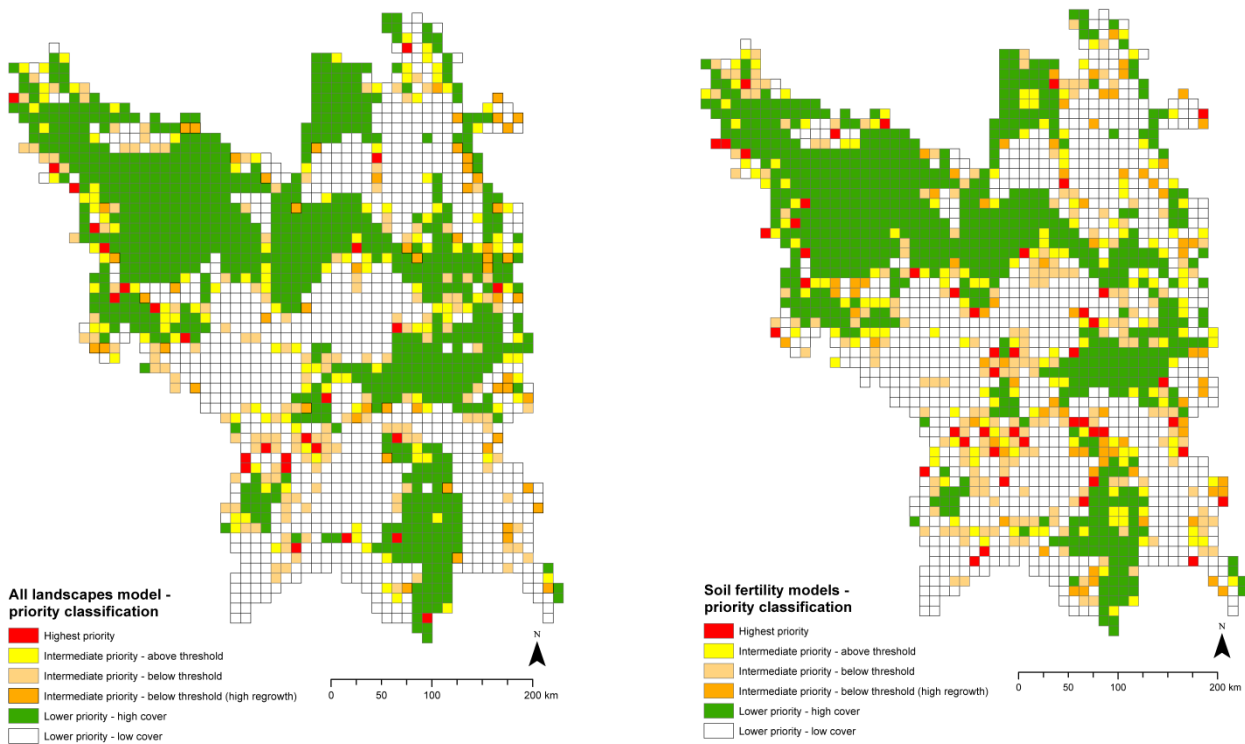 All landscapes model -
priority classification
Highest priority
Intermediate priority - above threshold
Intermediate priority - below threshold
Intermediate priority - below threshold (high regrowth)
Lower priority - high cover
Lower priority - low cover
N
0 50 100 200 km
Soil fertility models -
priority classification
Highest priority
Intermediate priority - above threshold
Intermediate priority - below threshold
Intermediate priority - below threshold (high regrowth)
Lower priority - high cover
Lower priority - low cover
N
0 50 100 200 km